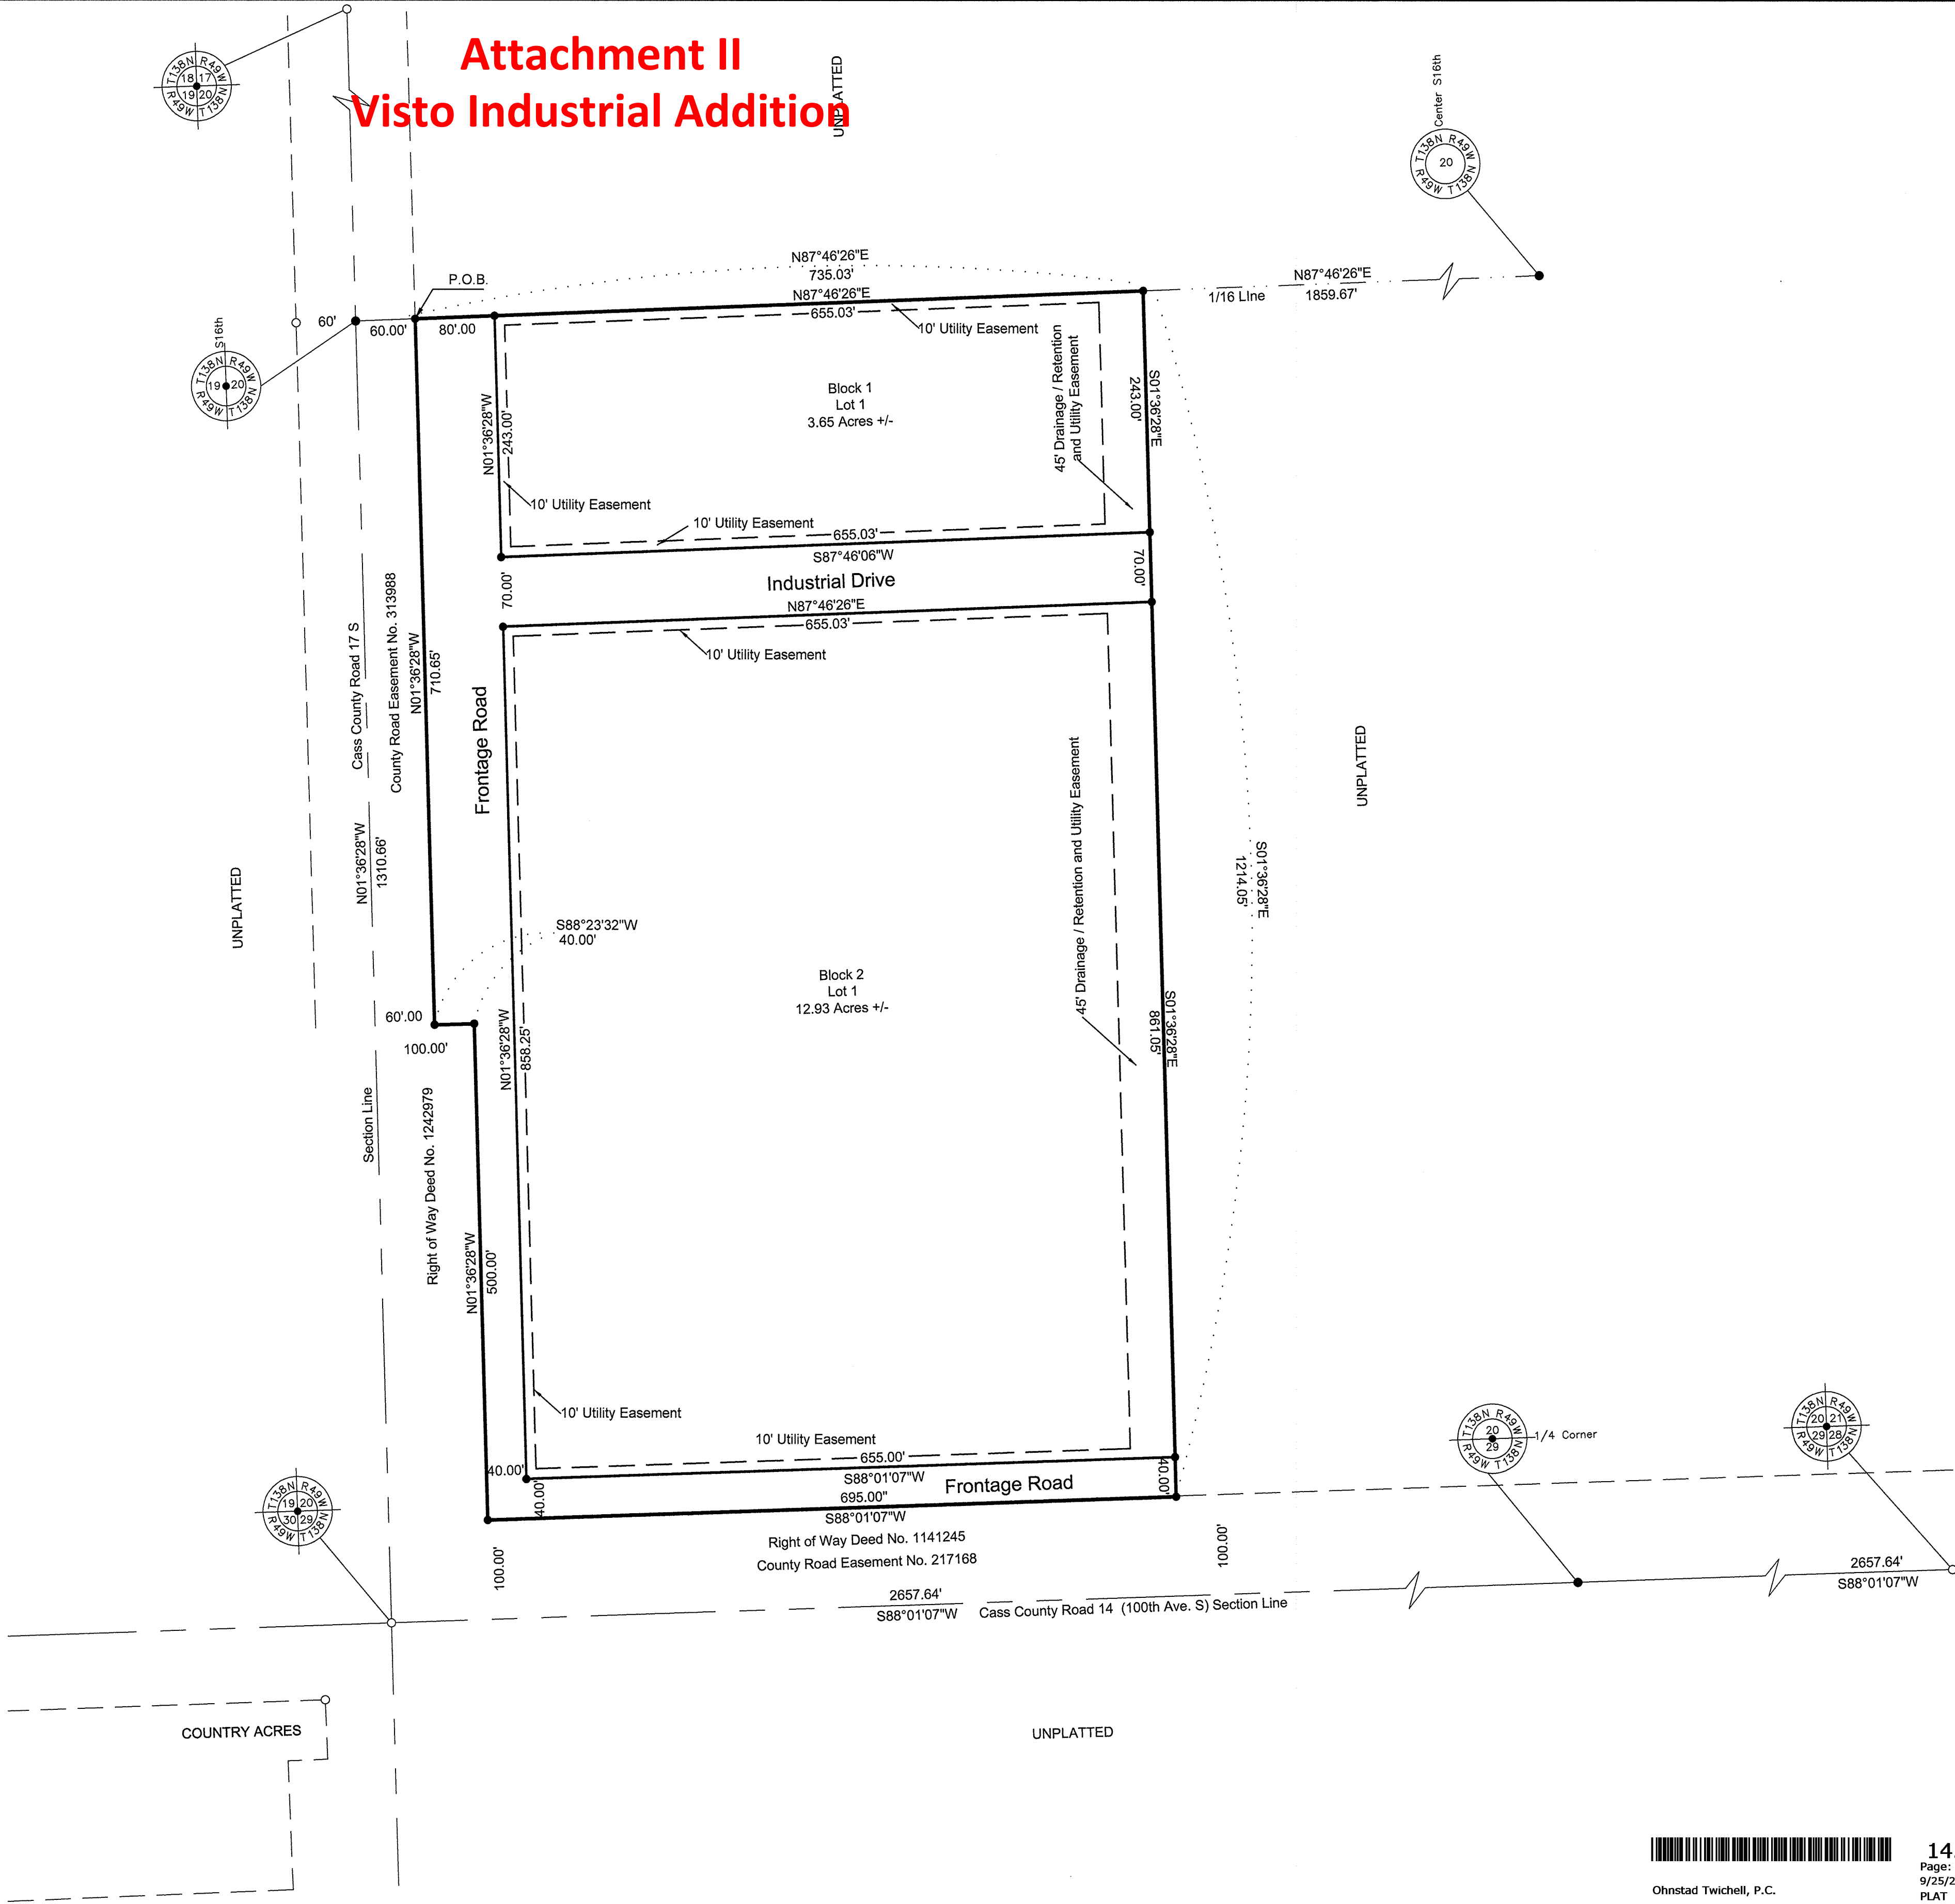 Attachment II
Visto Industrial Addition
UNPLATTED
T138N R49W
18 17
19 20
R49W T138N
Center S16th
T138N R49W
20
R49W T138N
N87°46'26"E
735.03'
N87°46'26"E
655.03'
N87°46'26"E
1/16 LIne 1859.67'
P.O.B.
60'
60.00'
80'.00
S16th
T138N R49W
19 20
R49W T138N
10' Utility Easement
45' Drainage / Retention
and Utility Easement
S01°36'28"E
243.00'
Block 1
Lot 1
3.65 Acres +/-
N01°36'28"W
243.00'
10' Utility Easement
10' Utility Easement
655.03'
S87°46'06"W
70.00'
Industrial Drive
70.00'
N87°46'26"E
655.03'
10' Utility Easement
Cass County Road 17 S
County Road Easement No. 313988
N01°36'28"W
710.65'
Frontage Road
N01°36'28"W
1310.66'
UNPLATTED
S88°23'32"W
40.00'
45' Drainage / Retention and Utility Easement
UNPLATTED
S01°36'28"E
1214.05'
Block 2
Lot 1
12.93 Acres +/-
S01°36'28"E
861.05'
60'.00
100.00'
N01°36'28"W
858.25'
Section Line
Right of Way Deed No. 1242979
N01°36'28"W
500.00'
10' Utility Easement
10' Utility Easement
655.00'
S88°01'07"W
40.00'
40.00'
40.00'
Frontage Road
695.00"
S88°01'07"W
Right of Way Deed No. 1141245
County Road Easement No. 217168
100.00'
100.00'
T138N R49W
20
29
R49W T138N
1/4 Corner
T138N R49W
20 21
29 28
R49W T138N
T138N R49W
19 20
30 29
R49W T138N
2657.64'
S88°01'07"W
Cass County Road 14 (100th Ave. S) Section Line
2657.64'
S88°01'07"W
COUNTRY ACRES
UNPLATTED
14
Page:
9/25/2
PLAT
Ohnstad Twichell, P.C.